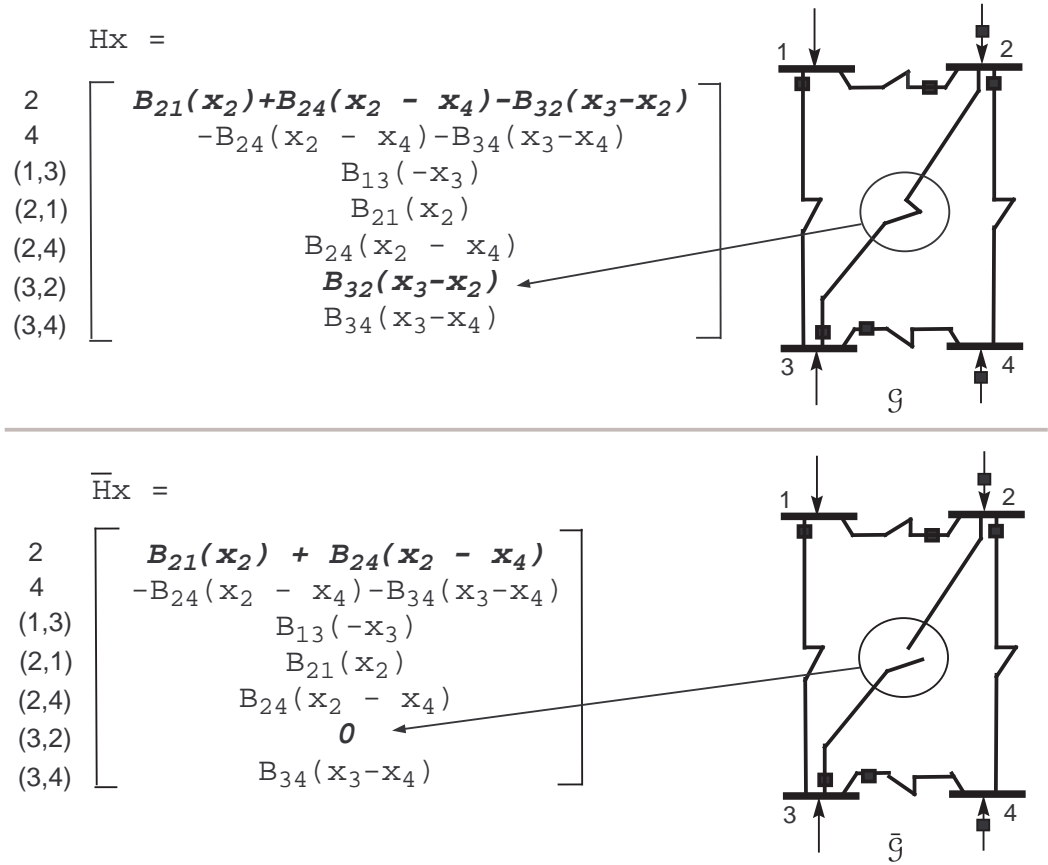 Hx =
2 B₂₁(x₂)+B₂₄(x₂ - x₄)-B₃₂(x₃-x₂)
4 -B₂₄(x₂ - x₄)-B₃₄(x₃-x₄)
(1,3) B₁₃(-x₃)
(2,1) B₂₁(x₂)
(2,4) B₂₄(x₂ - x₄)
(3,2) B₃₂(x₃-x₂)
(3,4) B₃₄(x₃-x₄)
1 2
3 4
𝒢
H̅x =
2 B₂₁(x₂) + B₂₄(x₂ - x₄)
4 -B₂₄(x₂ - x₄)-B₃₄(x₃-x₄)
(1,3) B₁₃(-x₃)
(2,1) B₂₁(x₂)
(2,4) B₂₄(x₂ - x₄)
(3,2) 0
(3,4) B₃₄(x₃-x₄)
1 2
3 4
𝒢̄